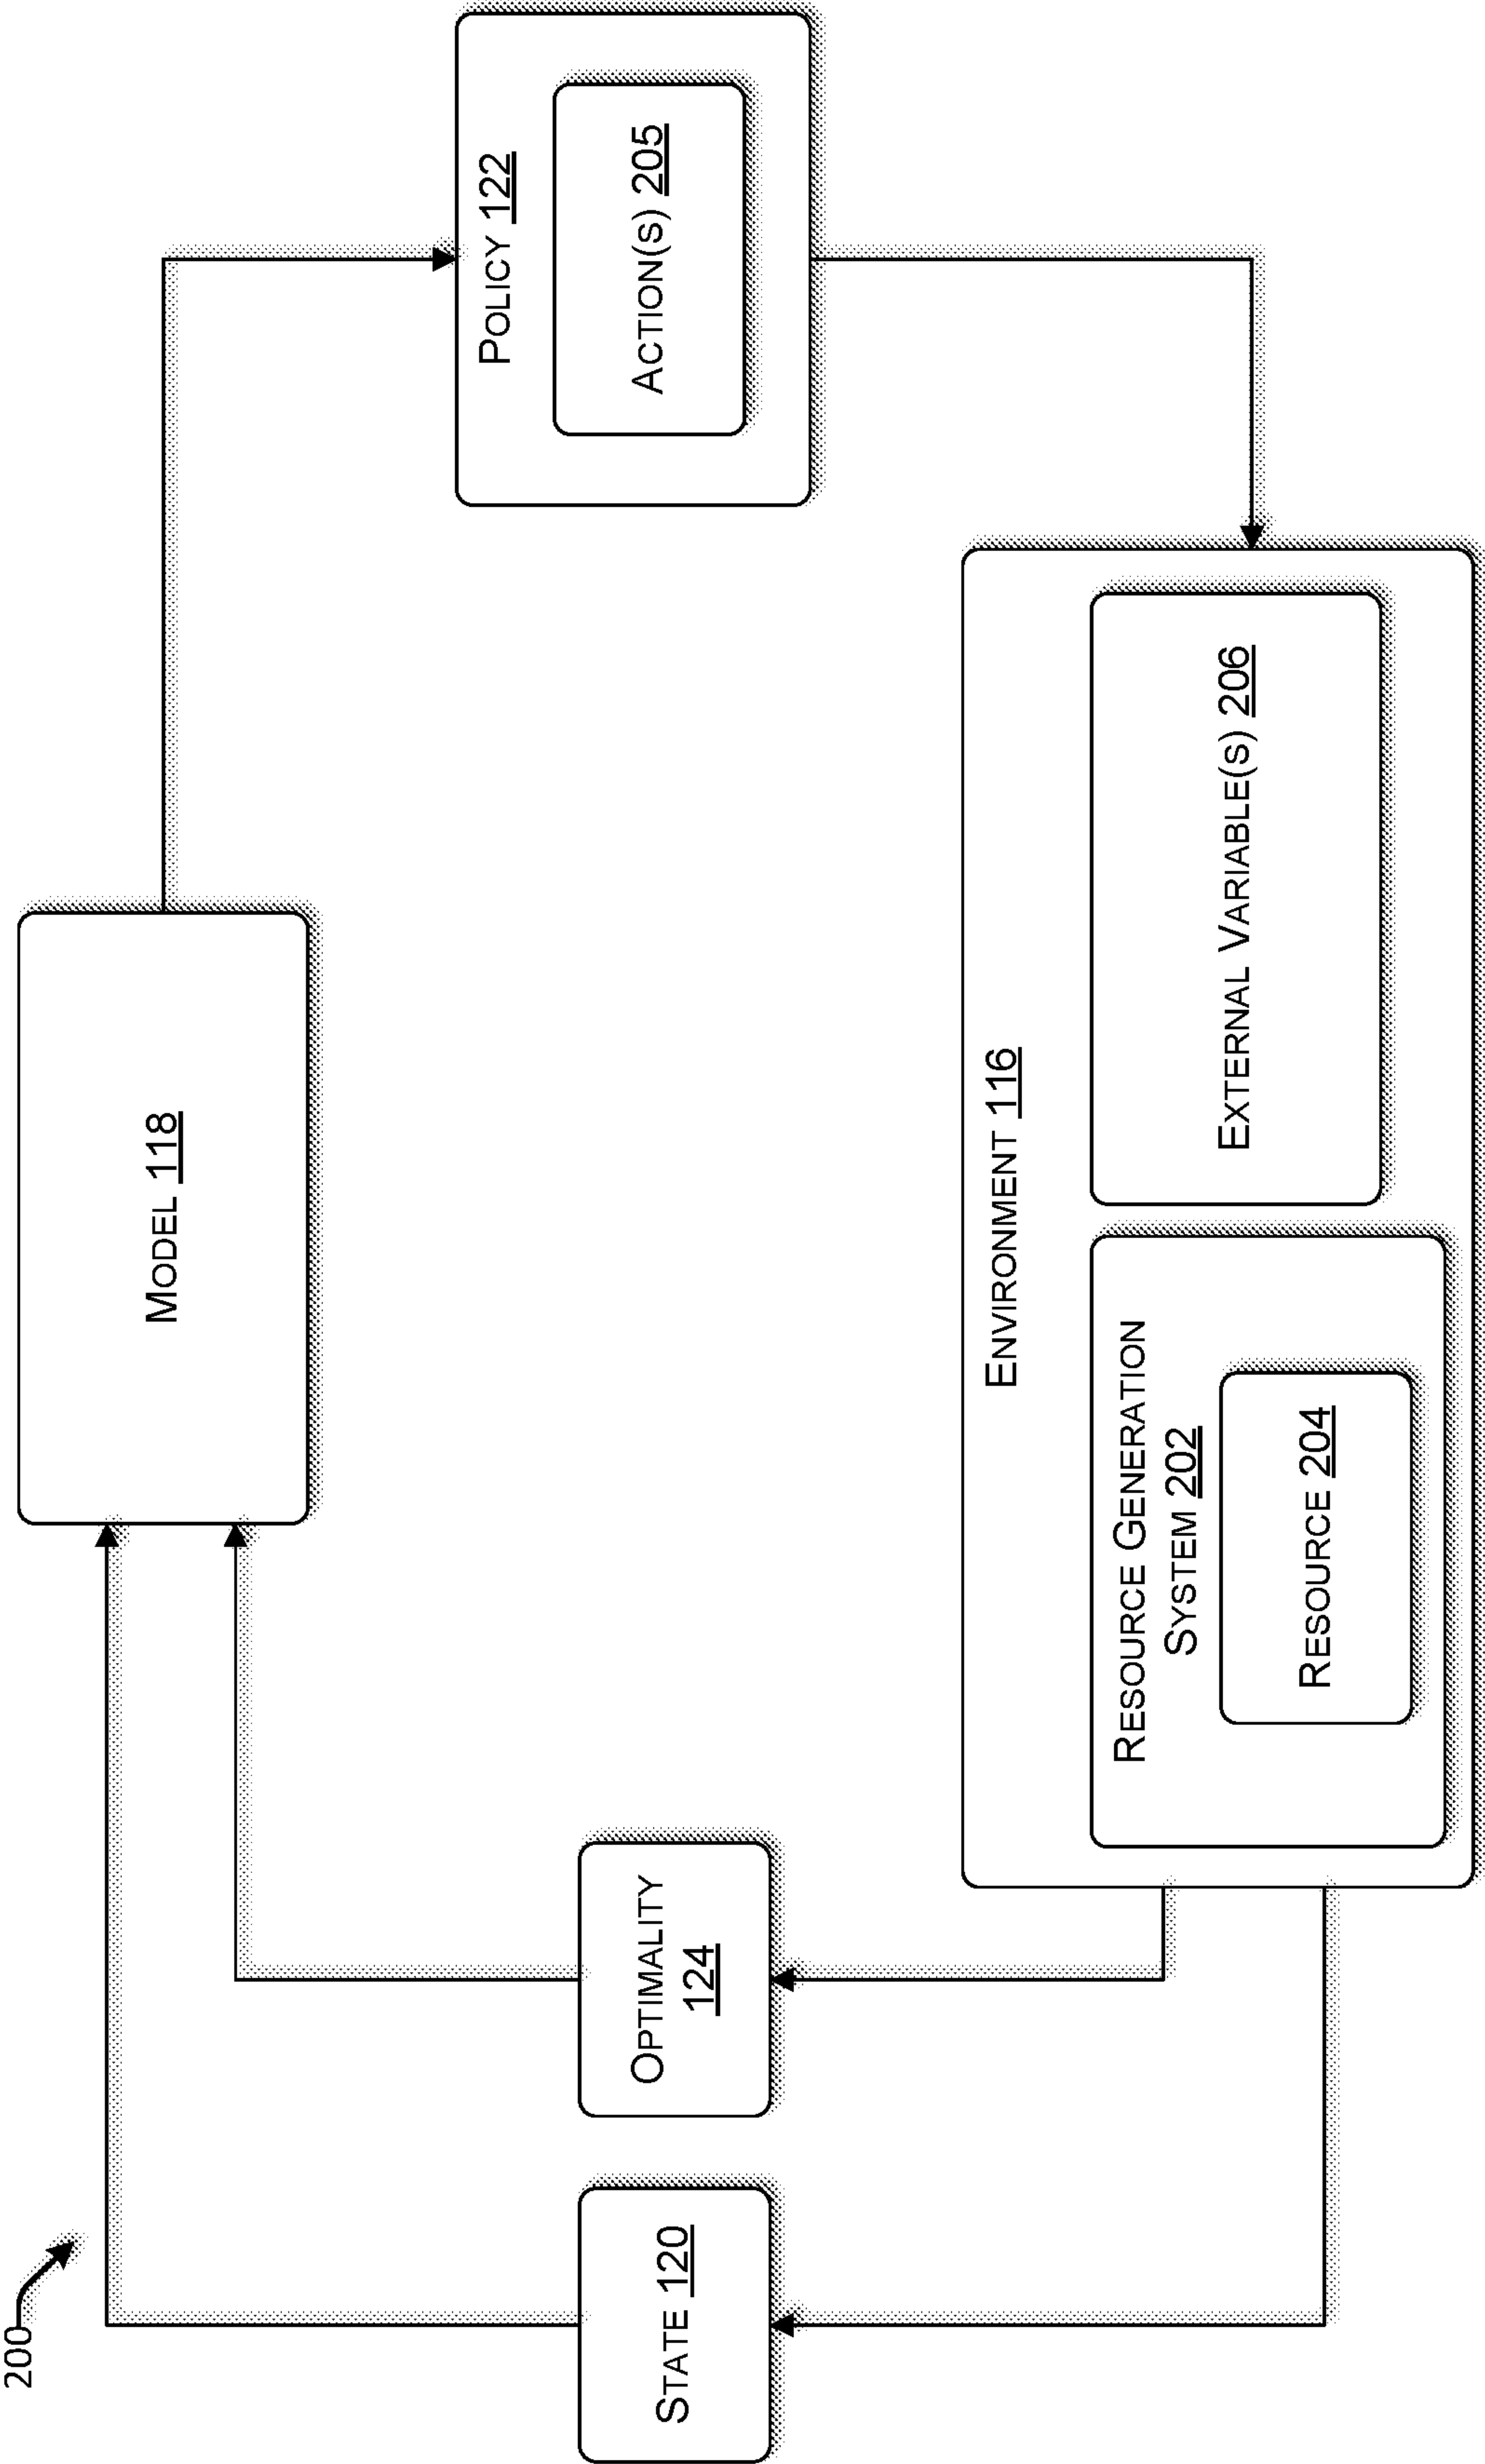 200
MODEL 118
POLICY 122
ACTION(S) 205
OPTIMALITY
124
STATE 120
ENVIRONMENT 116
RESOURCE GENERATION
SYSTEM 202
RESOURCE 204
EXTERNAL VARIABLE(S) 206